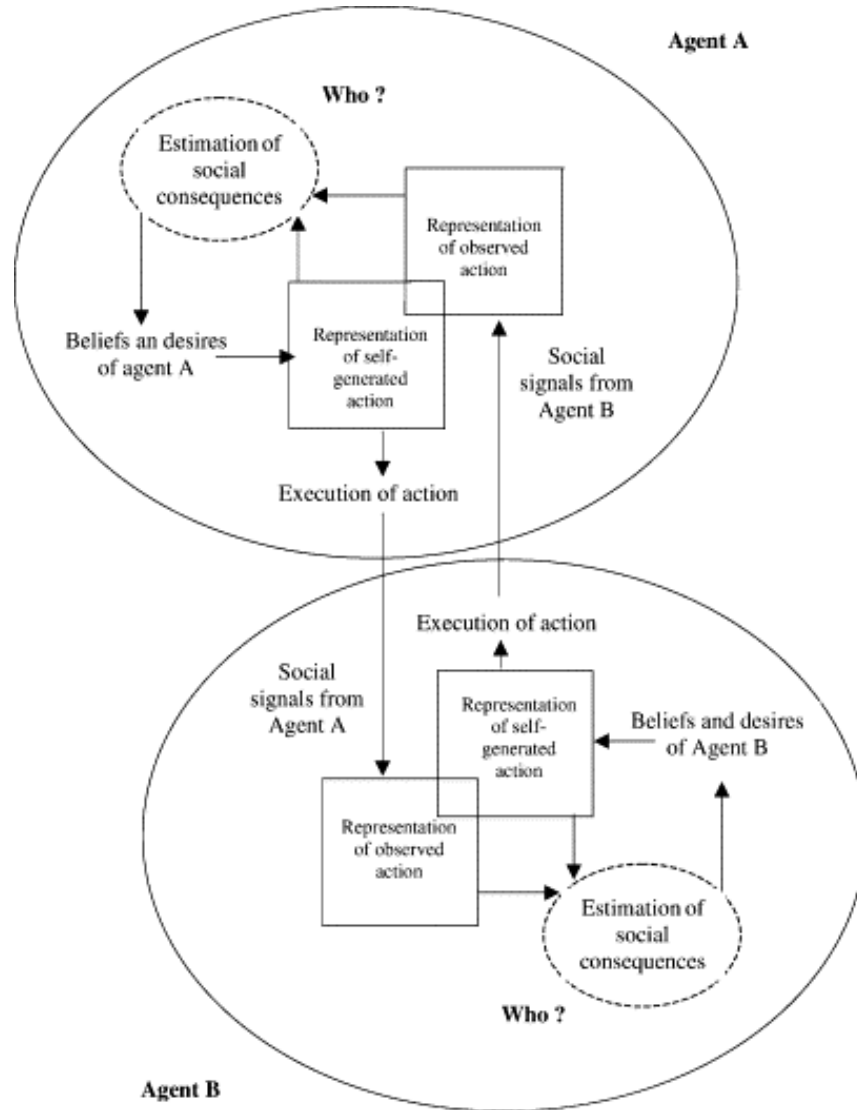 Agent A
Who ?
Estimation of
social
consequences
Representation
of observed
action
Beliefs an desires
of agent A
Representation
of self-
generated
action
Social
signals from
Agent B
Execution of action
Execution of action
Social
signals from
Agent A
Representation
of self-
generated
action
Beliefs and desires
of Agent B
Representation
of observed
action
Estimation of
social
consequences
Who ?
Agent B